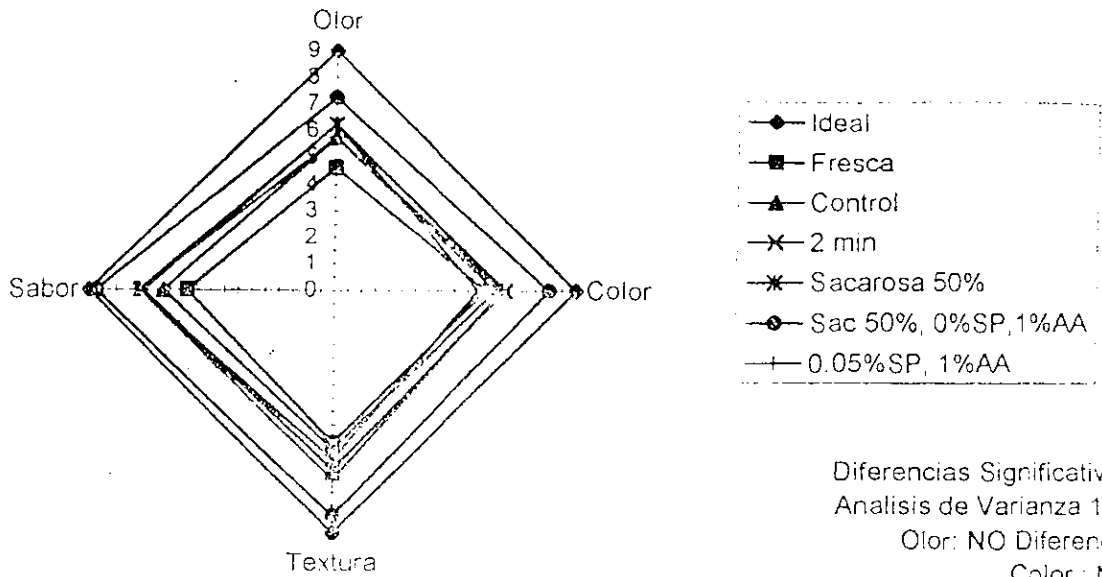 Olor
9
8
7
6
5
4
3
2
1
0
Sabor
Color
Textura
Ideal
Fresca
Control
2 min
Sacarosa 50%
Sac 50%, 0%SP,1%AA
0.05%SP, 1%AA
Diferencias Significativ
Analisis de Varianza 1
Olor: NO Diferen
Color : N